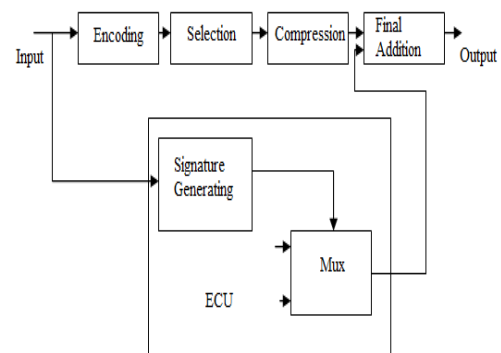 Input
Encoding
Selection
Compression
Final
Addition
Output
Signature
Generating
Mux
ECU